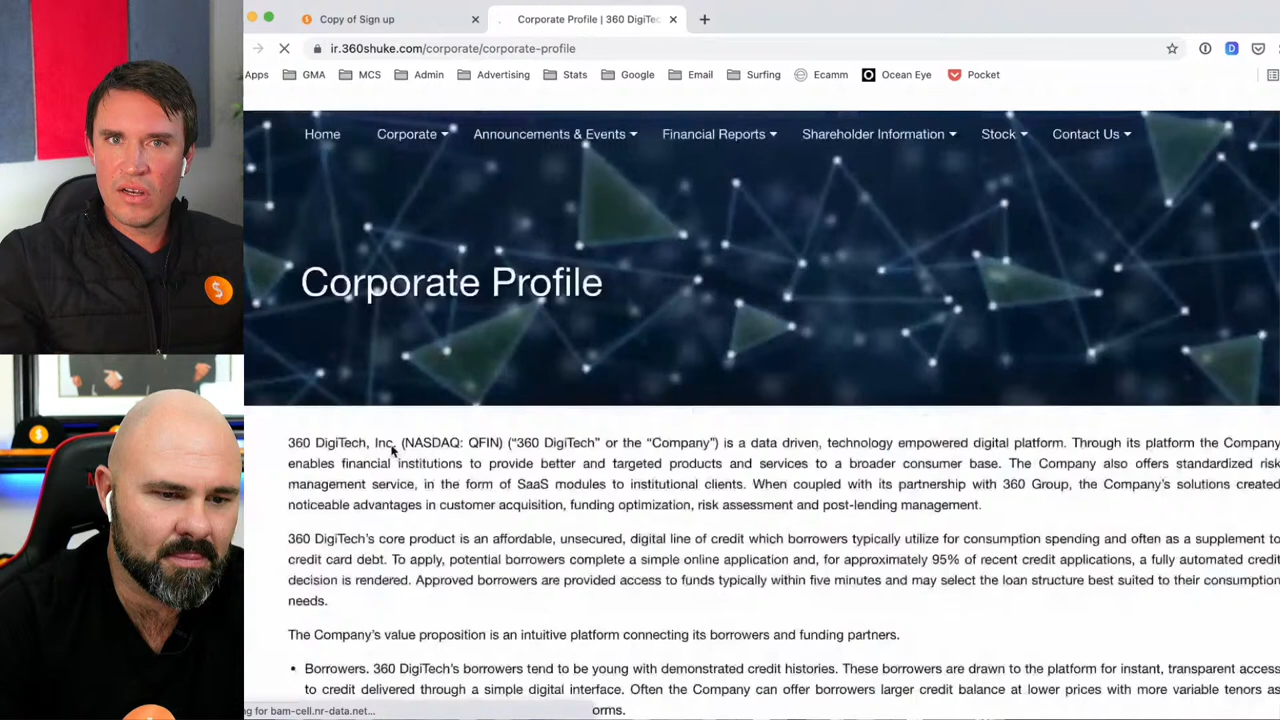 Copy of Sign up
Corporate Profile | 360 DigiTec
ir.360shuke.com/corporate/corporate-profile
Apps GMA MCS Admin Advertising Stats Google Email Surfing Ecamm Ocean Eye Pocket
Home Corporate Announcements & Events Financial Reports Shareholder Information Stock Contact Us
Corporate Profile
360 DigiTech, Inc. (NASDAQ: QFIN) (“360 DigiTech” or the “Company”) is a data driven, technology empowered digital platform. Through its platform the Company
enables financial institutions to provide better and targeted products and services to a broader consumer base. The Company also offers standardized risk
management service, in the form of SaaS modules to institutional clients. When coupled with its partnership with 360 Group, the Company’s solutions created
noticeable advantages in customer acquisition, funding optimization, risk assessment and post-lending management.
360 DigiTech’s core product is an affordable, unsecured, digital line of credit which borrowers typically utilize for consumption spending and often as a supplement to
credit card debt. To apply, potential borrowers complete a simple online application and, for approximately 95% of recent credit applications, a fully automated credit
decision is rendered. Approved borrowers are provided access to funds typically within five minutes and may select the loan structure best suited to their consumption
needs.
The Company’s value proposition is an intuitive platform connecting its borrowers and funding partners.
• Borrowers. 360 DigiTech’s borrowers tend to be young with demonstrated credit histories. These borrowers are drawn to the platform for instant, transparent access
to credit delivered through a simple digital interface. Often the Company can offer borrowers larger credit balance at lower prices with more variable tenors as
orms.
g for bam-cell.nr-data.net...